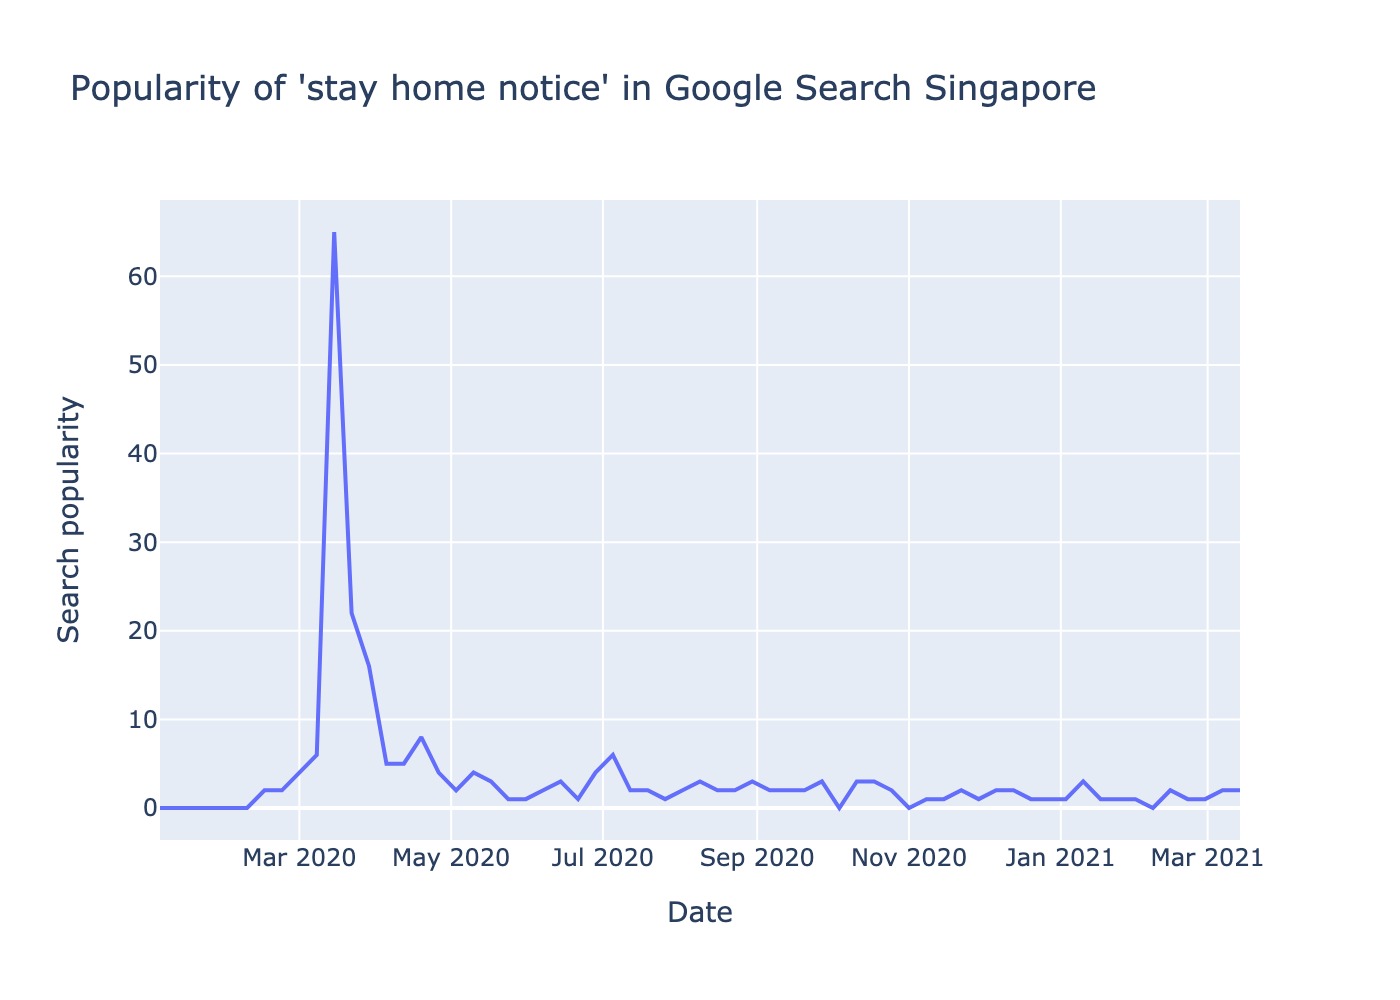 Popularity of 'stay home notice' in Google Search Singapore
60
50
40
30
20
10
0
Search popularity
Mar 2020
May 2020
Jul 2020
Sep 2020
Nov 2020
Jan 2021
Mar 2021
Date